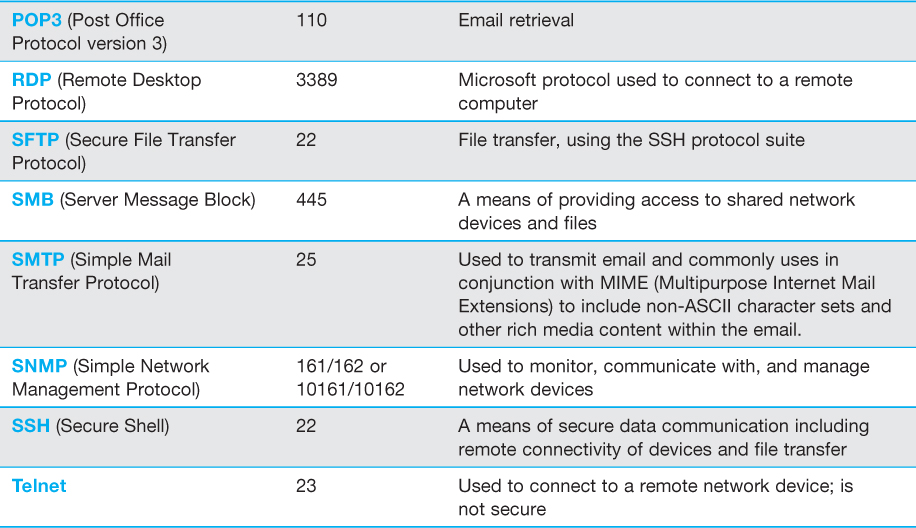 POP3 (Post Office 110 Email retrieval
Protocol version 3)
RDP (Remote Desktop 3389 Microsoft protocol used to connect to a remote
Protocol) computer
SFTP (Secure File Transfer 22 File transfer, using the SSH protocol suite
Protocol)
SMB (Server Message Block) 445 A means of providing access to shared network
devices and files
SMTP (Simple Mail 25 Used to transmit email and commonly uses in
Transfer Protocol) conjunction with MIME (Multipurpose Internet Mail
Extensions) to include non-ASCII character sets and
other rich media content within the email.
SNMP (Simple Network 161/162 or Used to monitor, communicate with, and manage
Management Protocol) 10161/10162 network devices
SSH (Secure Shell) 22 A means of secure data communication including
remote connectivity of devices and file transfer
Telnet 23 Used to connect to a remote network device; is
not secure